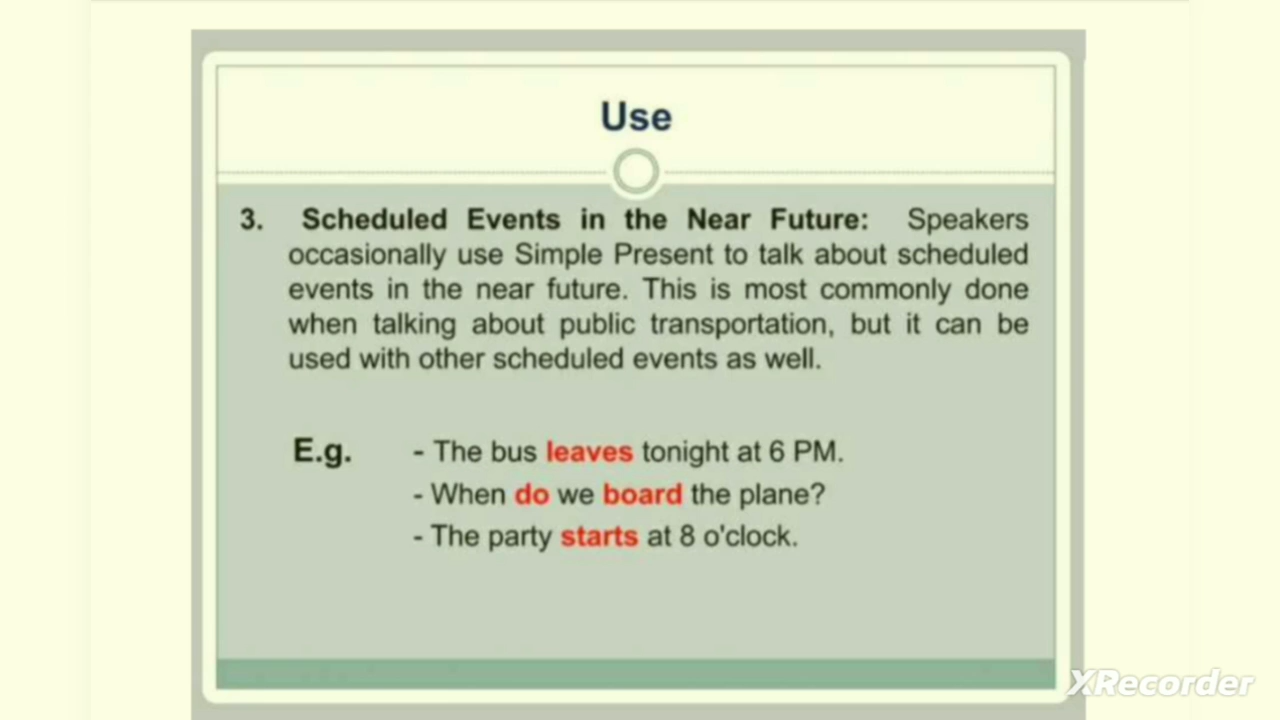 Use
3. Scheduled Events in the Near Future: Speakers
occasionally use Simple Present to talk about scheduled
events in the near future. This is most commonly done
when talking about public transportation, but it can be
used with other scheduled events as well.
E.g. - The bus leaves tonight at 6 PM.
- When do we board the plane?
- The party starts at 8 o'clock.
XRecorder